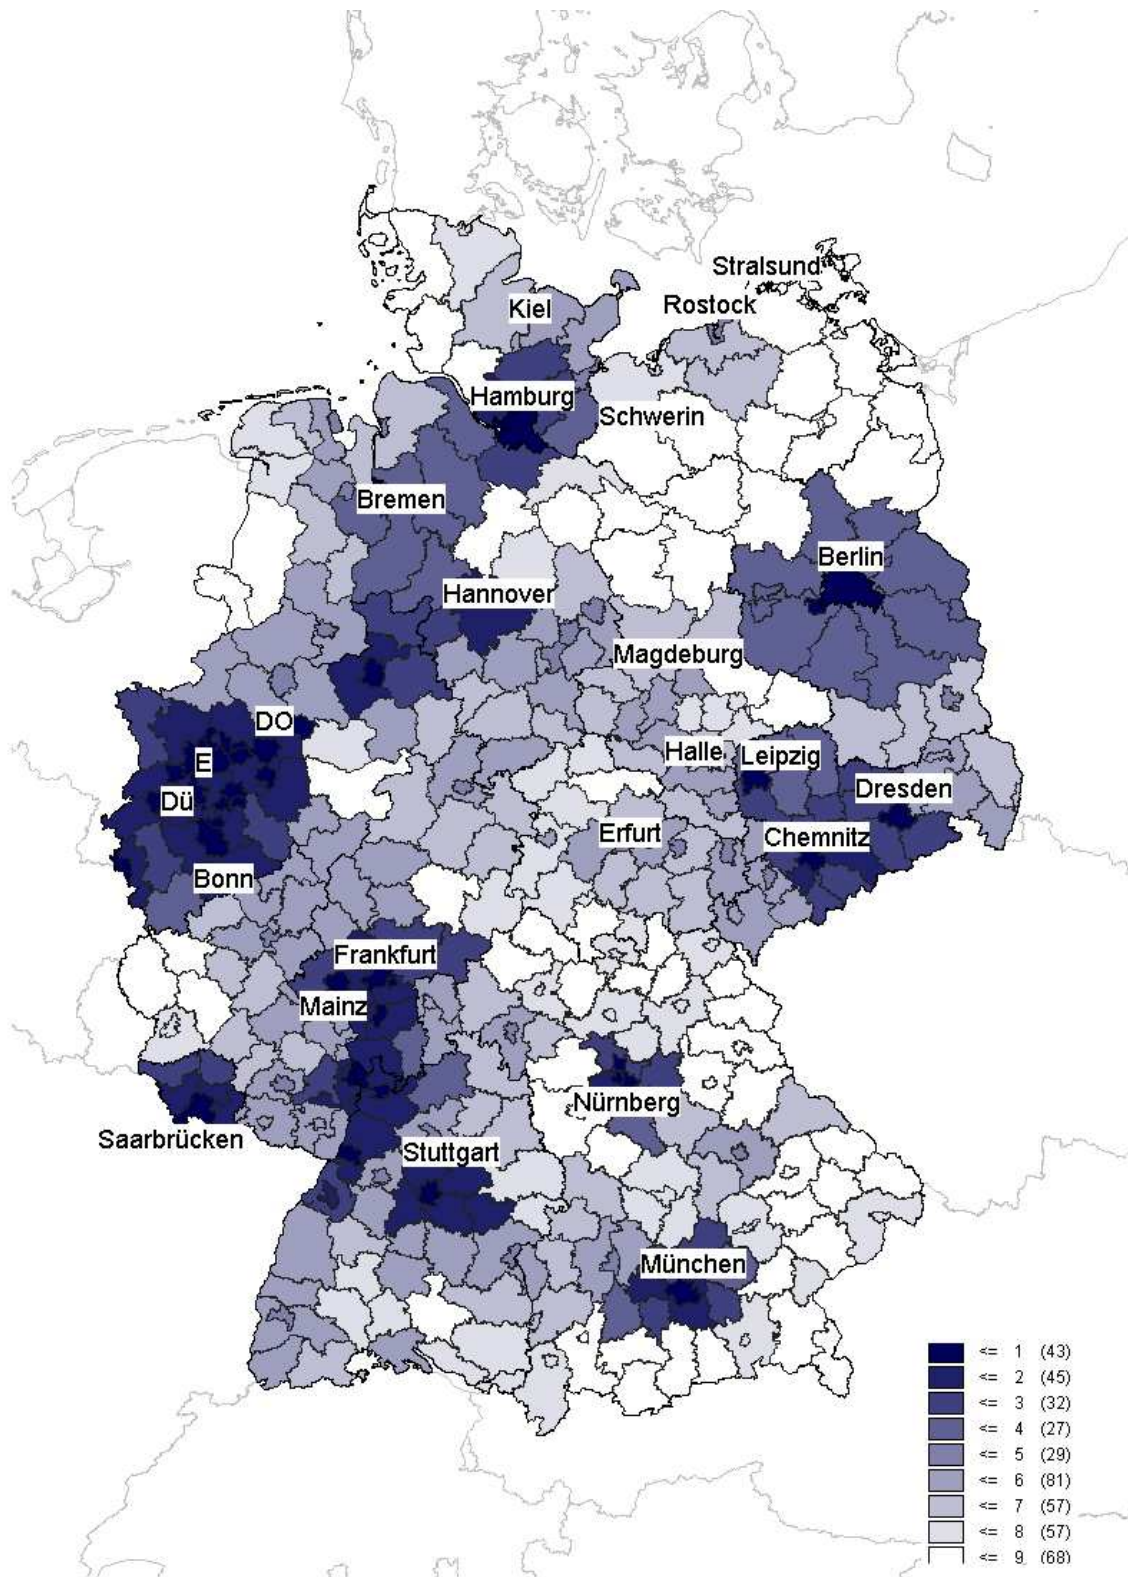 Stralsund
Rostock
Kiel
Hamburg
Schwerin
Bremen
Berlin
Hannover
Magdeburg
DO
E
Halle
Leipzig
Dü
Dresden
Erfurt
Chemnitz
Bonn
Frankfurt
Mainz
Nürnberg
Saarbrücken
Stuttgart
München
<= 1 (43)
<= 2 (45)
<= 3 (32)
<= 4 (27)
<= 5 (29)
<= 6 (81)
<= 7 (57)
<= 8 (57)
<= 9 (68)